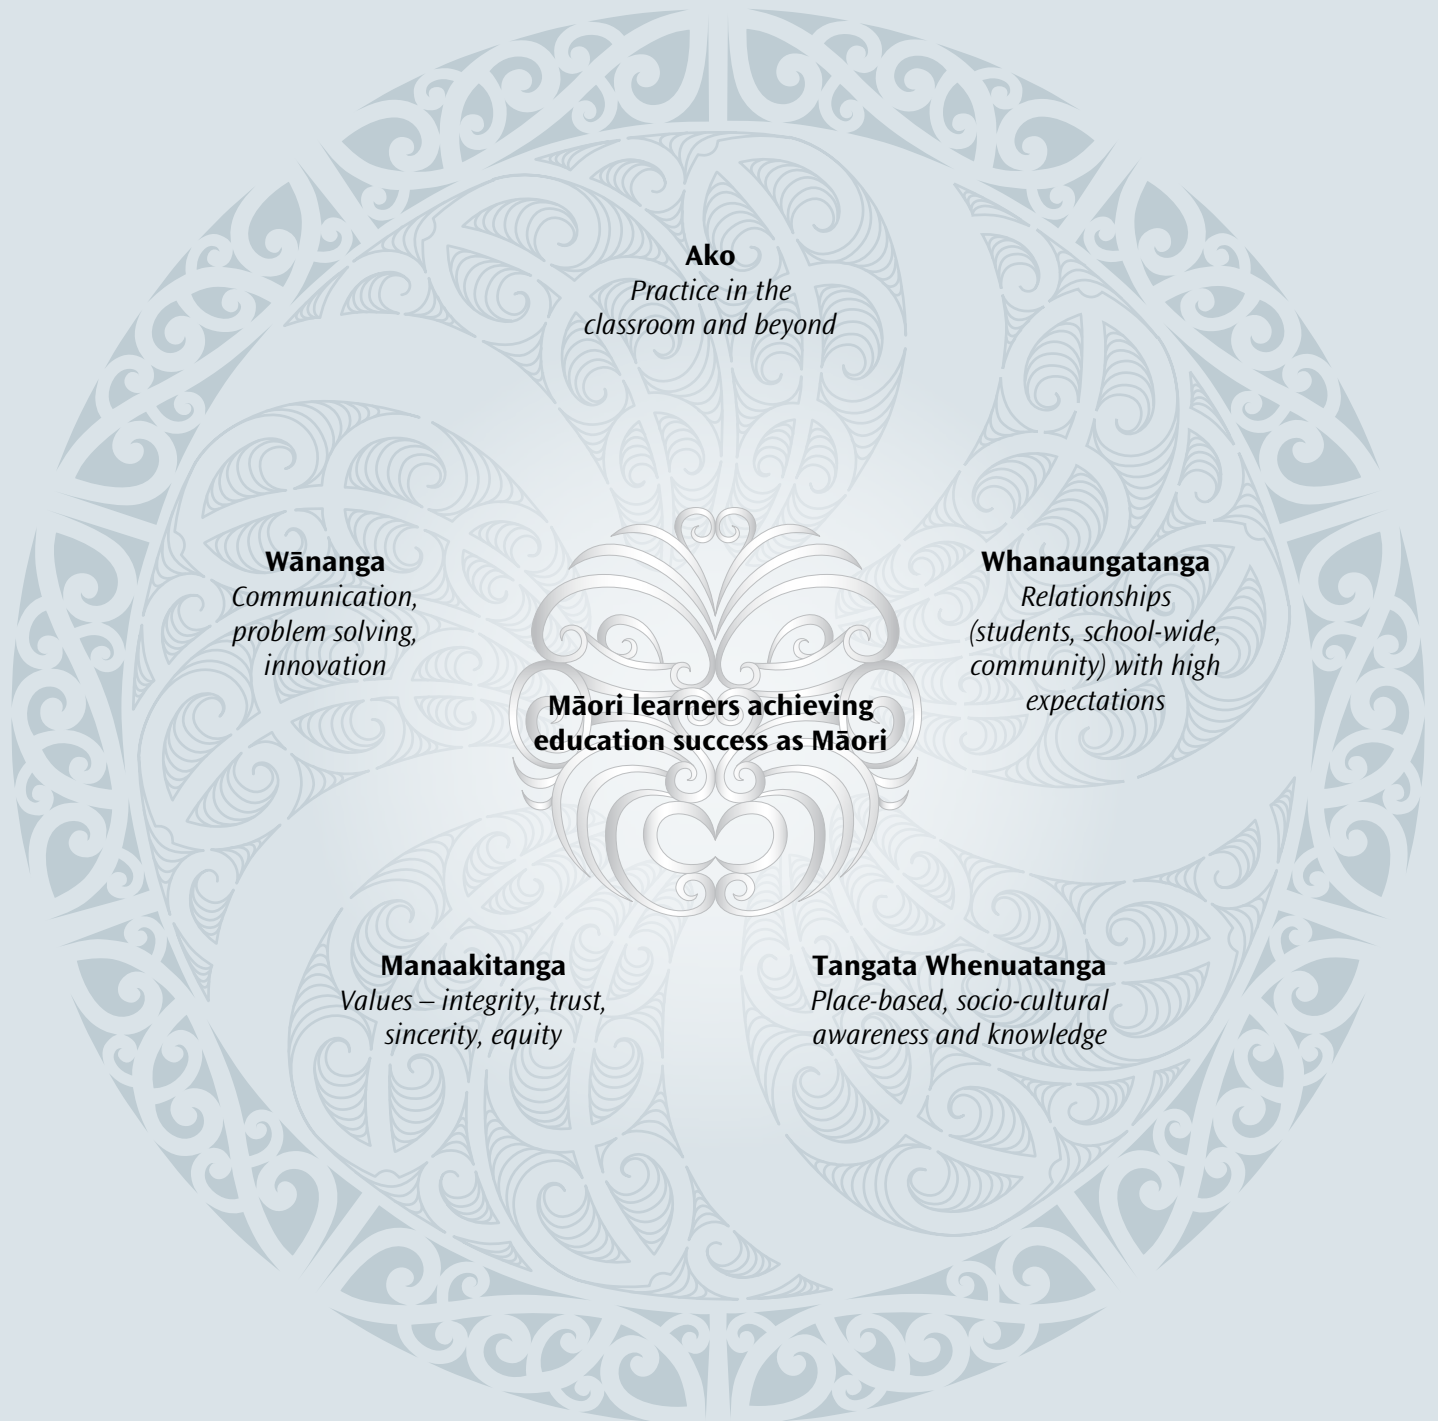 Ako
Practice in the
classroom and beyond
Wānanga
Communication,
problem solving,
innovation
Whanaungatanga
Relationships
(students, school-wide,
community) with high
expectations
Māori learners achieving
education success as Māori
Manaakitanga
Values – integrity, trust,
sincerity, equity
Tangata Whenuatanga
Place-based, socio-cultural
awareness and knowledge